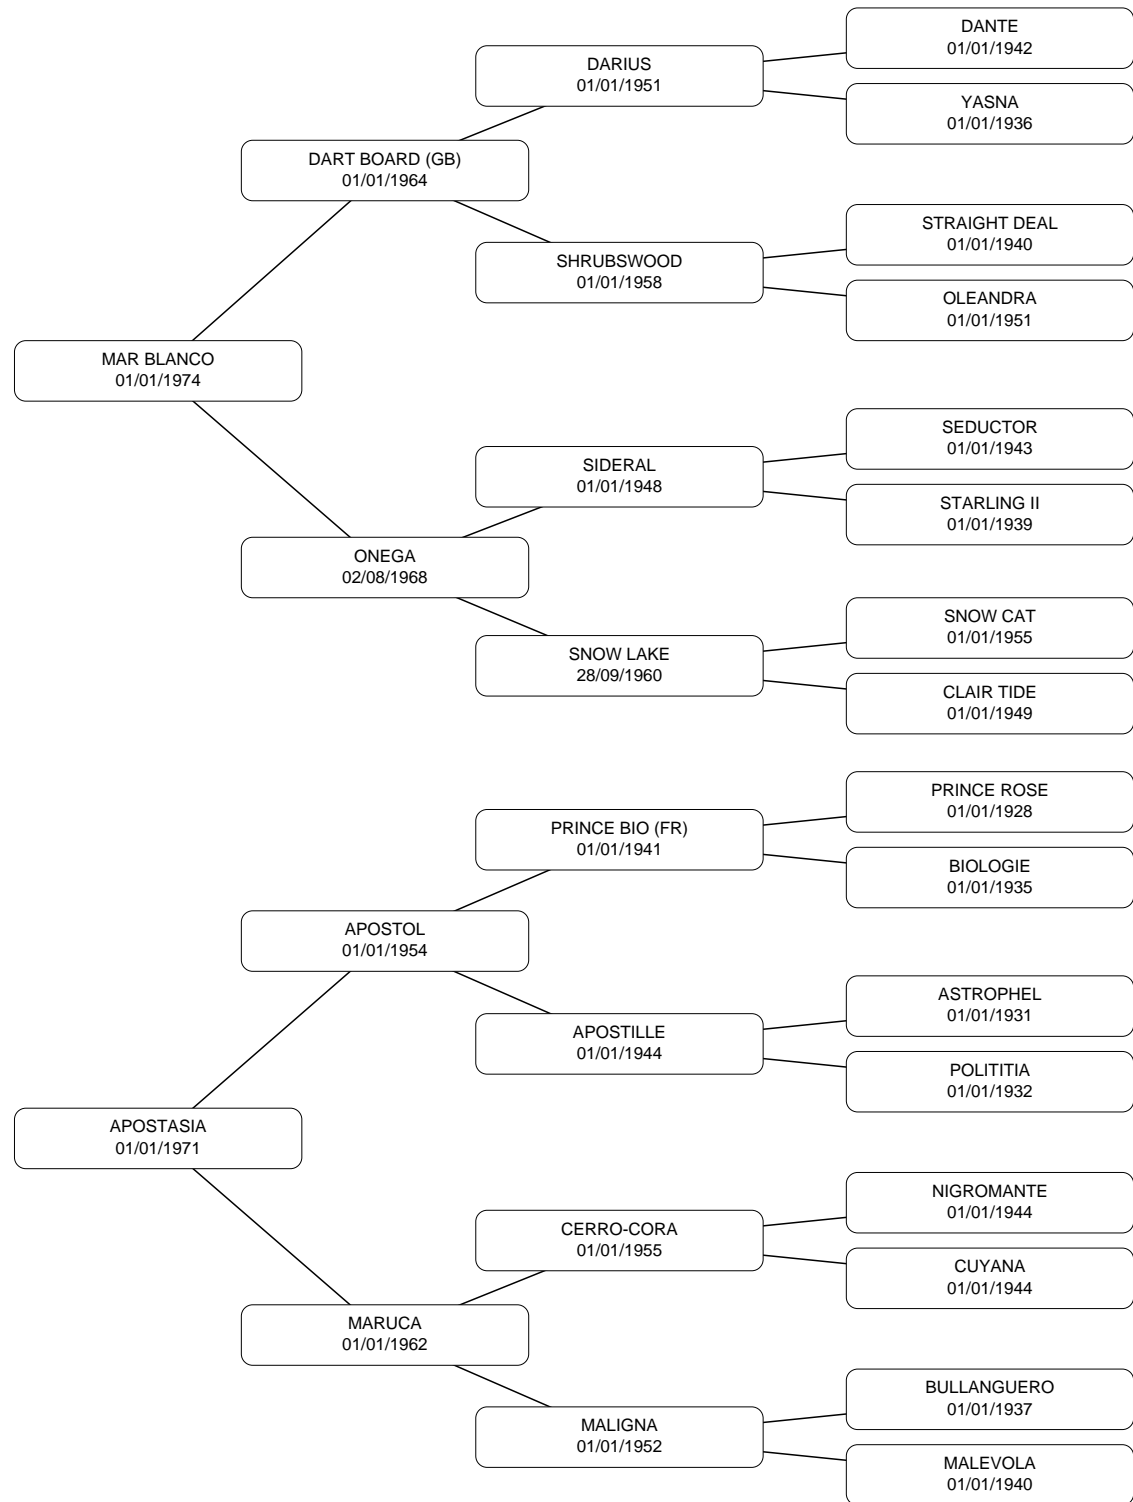 DANTE
01/01/1942
DARIUS
01/01/1951
YASNA
01/01/1936
DART BOARD (GB)
01/01/1964
STRAIGHT DEAL
01/01/1940
SHRUBSWOOD
01/01/1958
OLEANDRA
01/01/1951
MAR BLANCO
01/01/1974
SEDUCTOR
01/01/1943
SIDERAL
01/01/1948
STARLING II
01/01/1939
ONEGA
02/08/1968
SNOW CAT
01/01/1955
SNOW LAKE
28/09/1960
CLAIR TIDE
01/01/1949
PRINCE ROSE
01/01/1928
PRINCE BIO (FR)
01/01/1941
BIOLOGIE
01/01/1935
APOSTOL
01/01/1954
ASTROPHEL
01/01/1931
APOSTILLE
01/01/1944
POLITITIA
01/01/1932
APOSTASIA
01/01/1971
NIGROMANTE
01/01/1944
CERRO-CORA
01/01/1955
CUYANA
01/01/1944
MARUCA
01/01/1962
BULLANGUERO
01/01/1937
MALIGNA
01/01/1952
MALEVOLA
01/01/1940